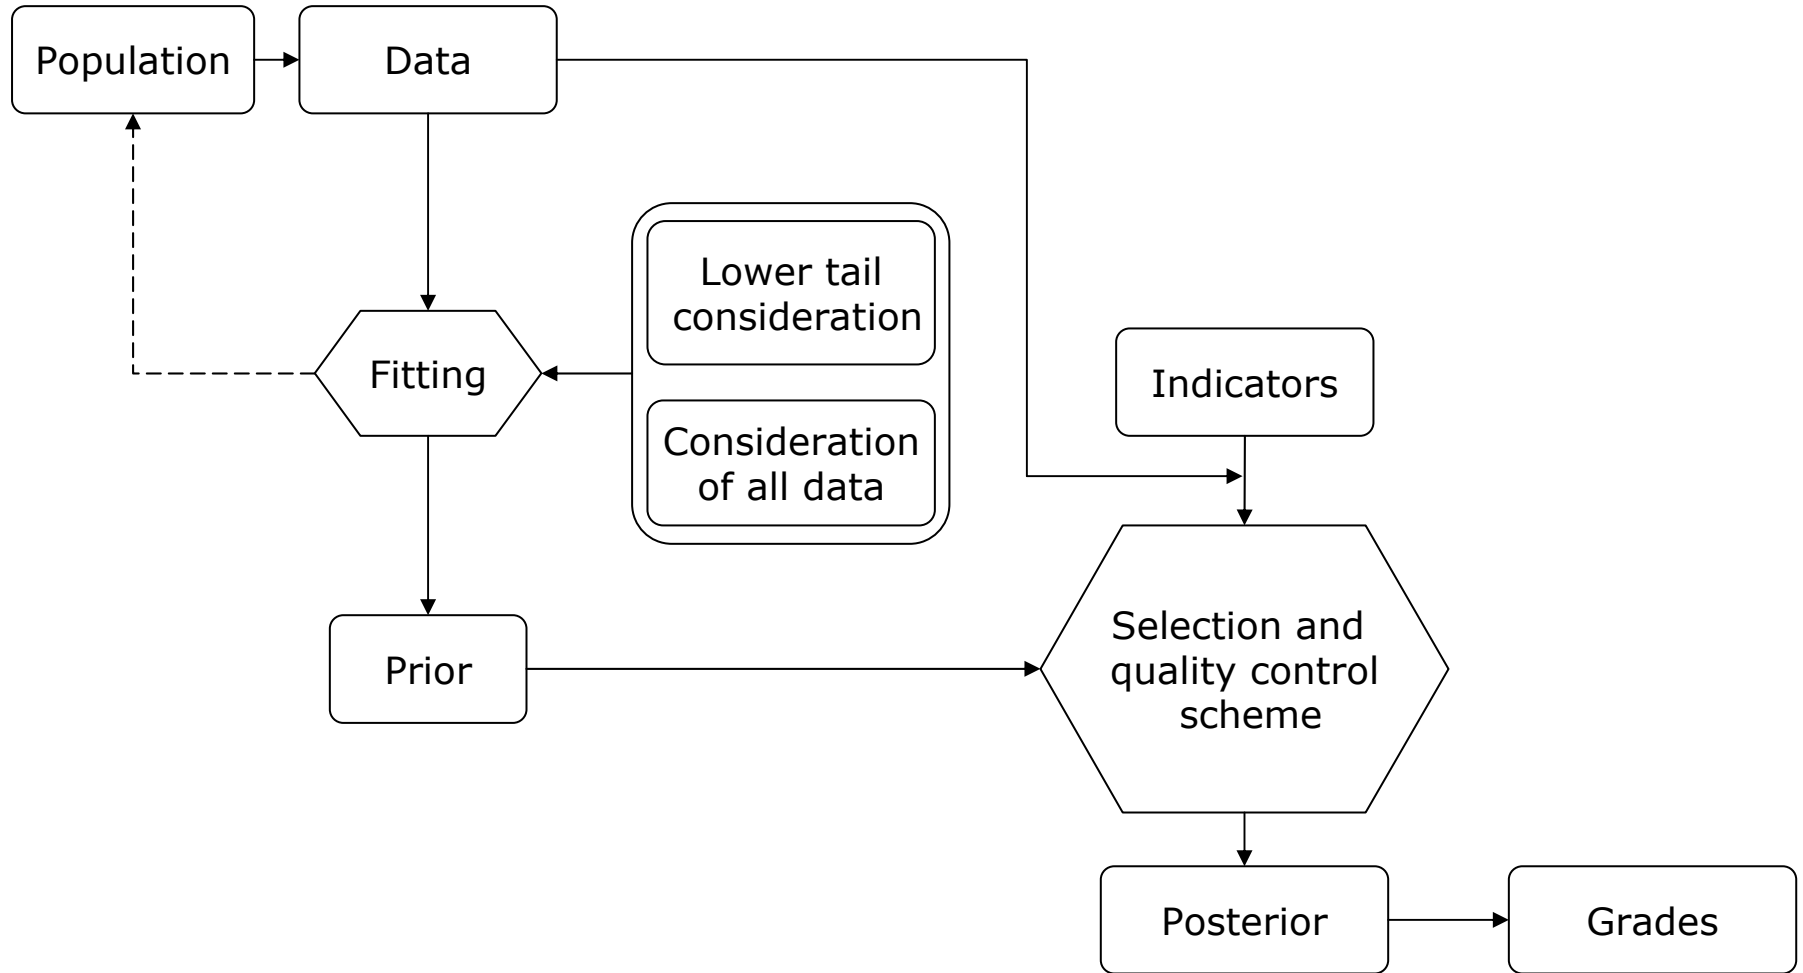 Population
Data
Lower tail
consideration
Fitting
Indicators
Consideration
of all data
Selection and
quality control
scheme
Prior
Posterior
Grades